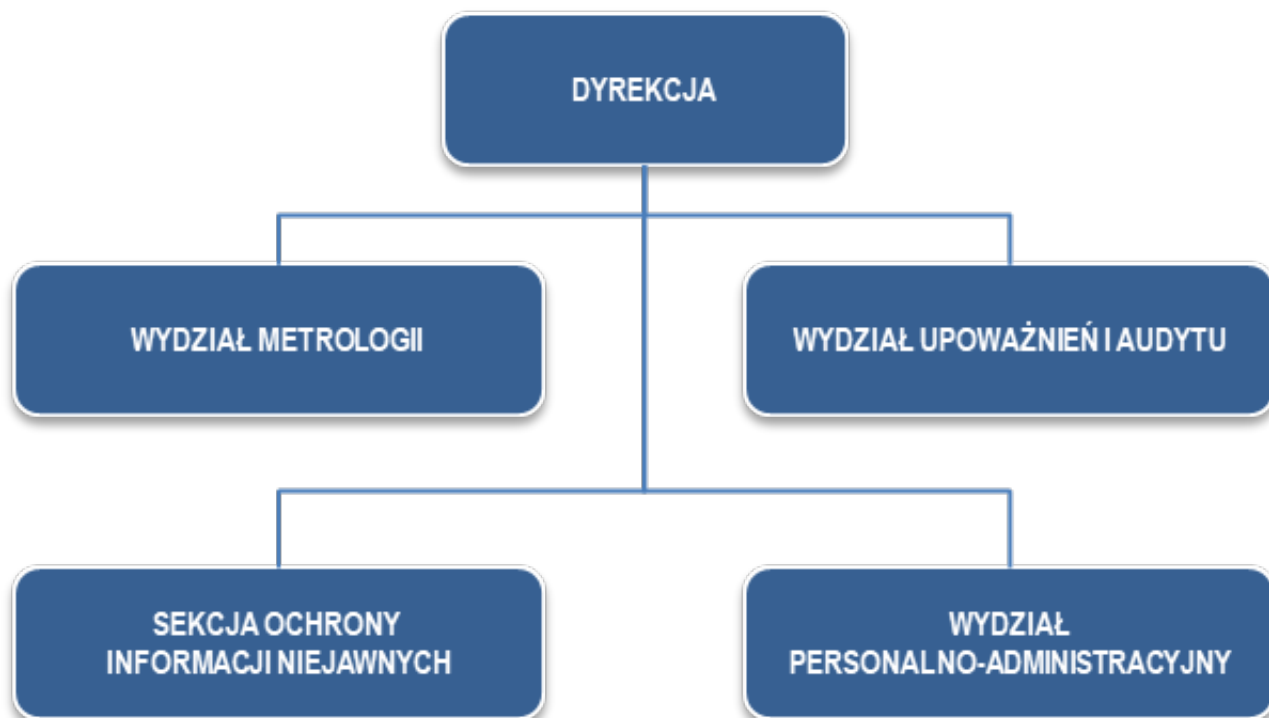 DYREKCJA
WYDZIAŁ METROLOGII
WYDZIAŁ UPOWAŻNIEŃ I AUDYTU
SEKCJA OCHRONY
INFORMACJI NIEJAWNYCH
WYDZIAŁ
PERSONALNO-ADMINISTRACYJNY